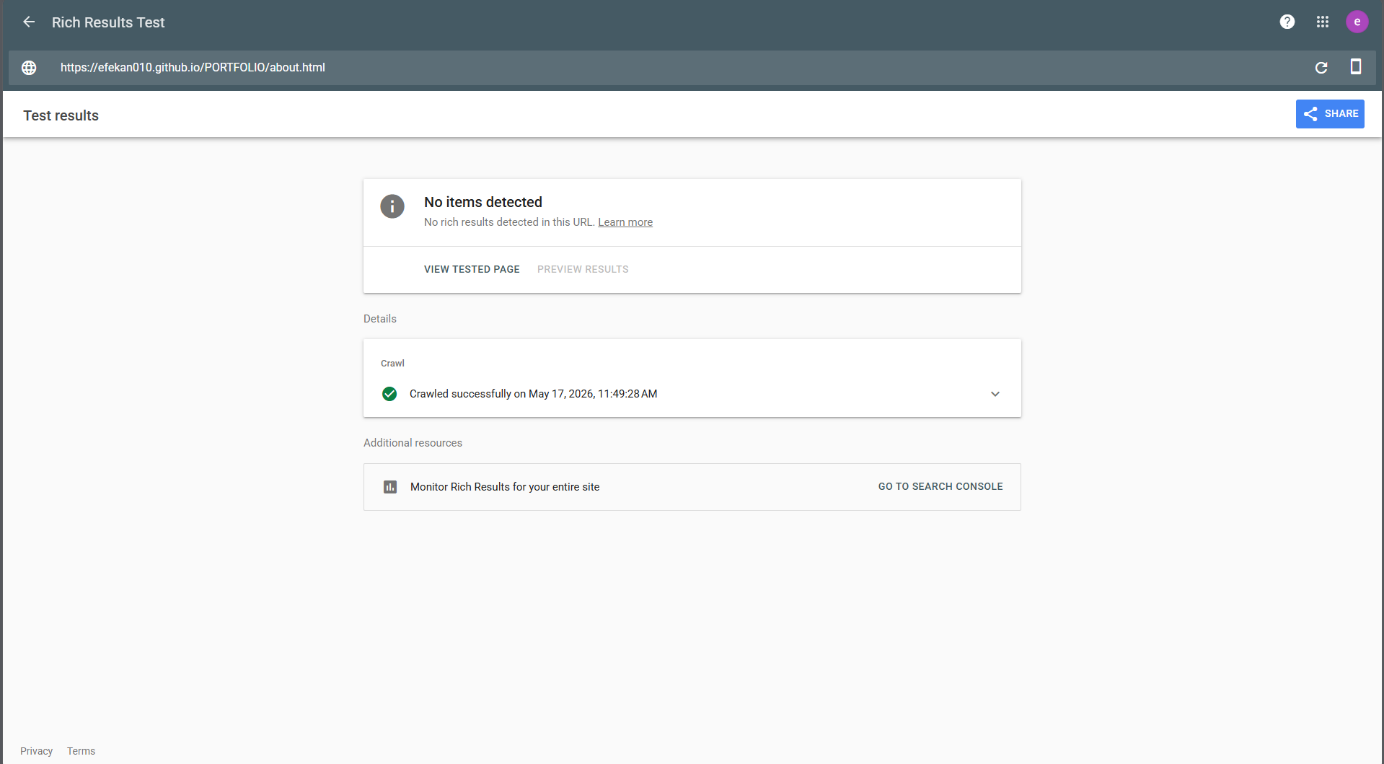 Rich Results Test
e
https://efekan010.github.io/PORTFOLIO/about.html
Test results
SHARE
No items detected
No rich results detected in this URL. Learn more
VIEW TESTED PAGE PREVIEW RESULTS
Details
Crawl
Crawled successfully on May 17, 2026, 11:49:28 AM
Additional resources
Monitor Rich Results for your entire site
GO TO SEARCH CONSOLE
Privacy Terms